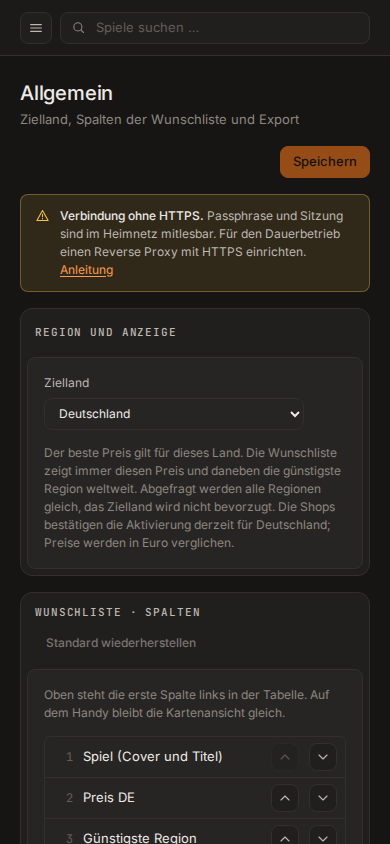 Spiele suchen ...
Allgemein
Zielland, Spalten der Wunschliste und Export
Speichern
Verbindung ohne HTTPS. Passphrase und Sitzung
sind im Heimnetz mitlesbar. Für den Dauerbetrieb
einen Reverse Proxy mit HTTPS einrichten.
Anleitung
REGION UND ANZEIGE
Zielland
Deutschland
Der beste Preis gilt für dieses Land. Die Wunschliste
zeigt immer diesen Preis und daneben die günstigste
Region weltweit. Abgefragt werden alle Regionen
gleich, das Zielland wird nicht bevorzugt. Die Shops
bestätigen die Aktivierung derzeit für Deutschland;
Preise werden in Euro verglichen.
WUNSCHLISTE · SPALTEN
Standard wiederherstellen
Oben steht die erste Spalte links in der Tabelle. Auf
dem Handy bleibt die Kartenansicht gleich.
1 Spiel (Cover und Titel)
2 Preis DE
3 Günstigste Region